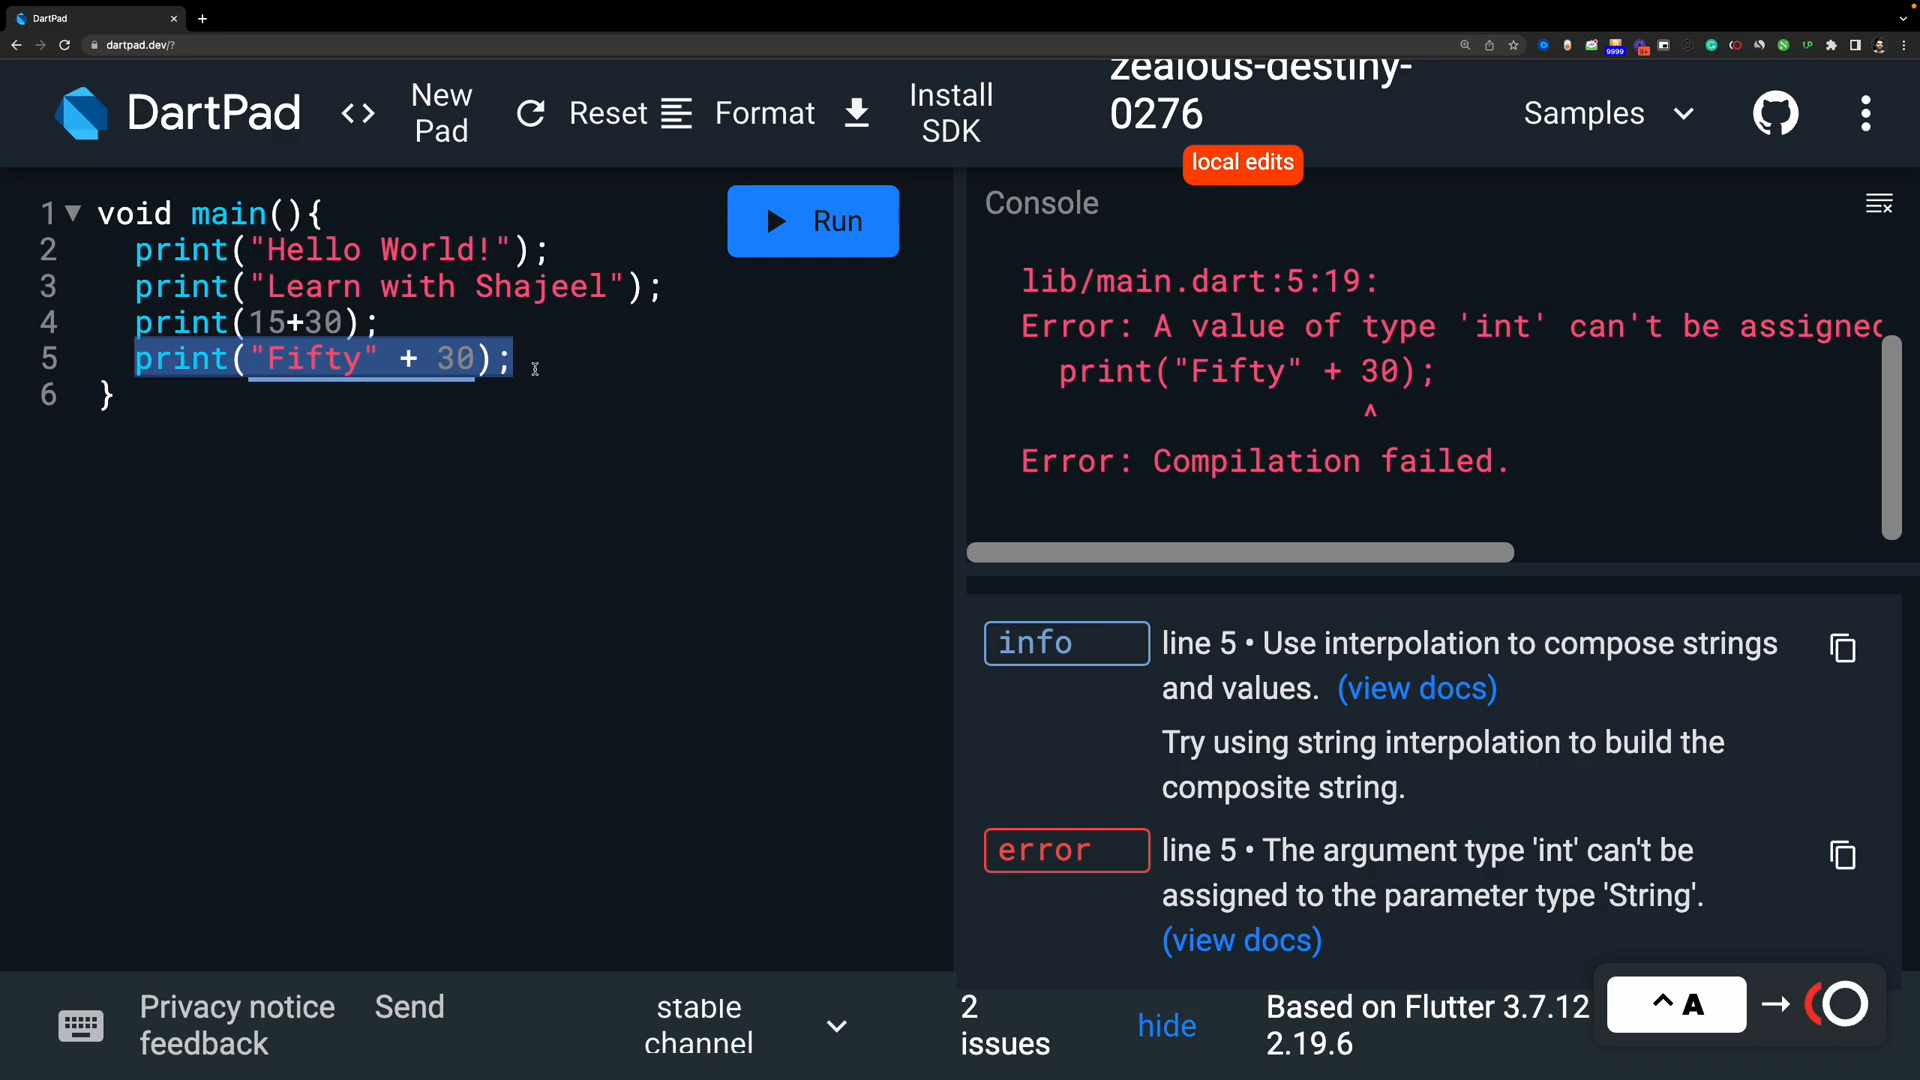 DartPad
dartpad.dev/?
9999
9+
DartPad
New Pad
Reset
Format
Install SDK
zealous-destiny-0276
local edits
Samples
1 void main(){
2 print("Hello World!");
3 print("Learn with Shajeel");
4 print(15+30);
5 print("Fifty" + 30);
6 }
Run
Console
lib/main.dart:5:19:
Error: A value of type 'int' can't be assigned
print("Fifty" + 30);
^
Error: Compilation failed.
info line 5 • Use interpolation to compose strings
and values. (view docs)
Try using string interpolation to build the
composite string.
error line 5 • The argument type 'int' can't be
assigned to the parameter type 'String'.
(view docs)
Privacy notice Send
feedback
stable
channel
2
issues
hide
Based on Flutter 3.7.12
2.19.6
^ A →